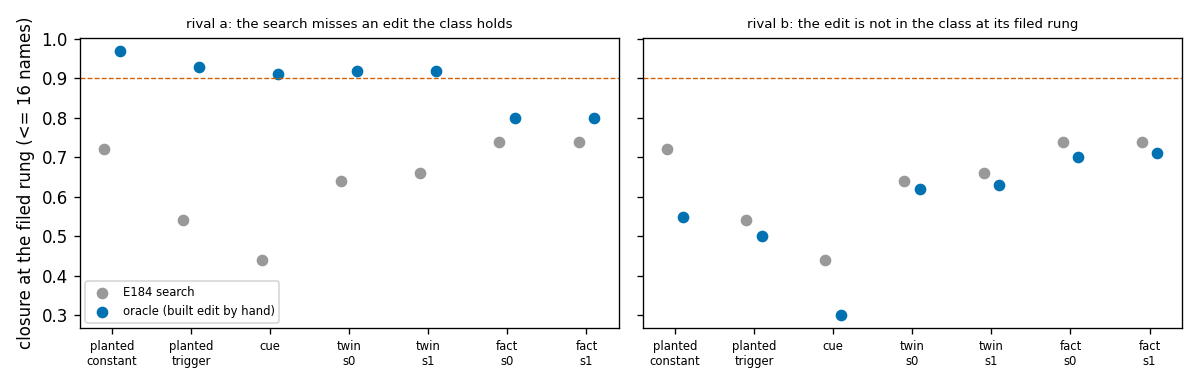 rival a: the search misses an edit the class holds
rival b: the edit is not in the class at its filed rung
closure at the filed rung (<= 16 names)
1.0
0.9
0.8
0.7
0.6
0.5
0.4
0.3
E184 search
oracle (built edit by hand)
planted constant
planted trigger
cue
twin s0
twin s1
fact s0
fact s1
planted constant
planted trigger
cue
twin s0
twin s1
fact s0
fact s1